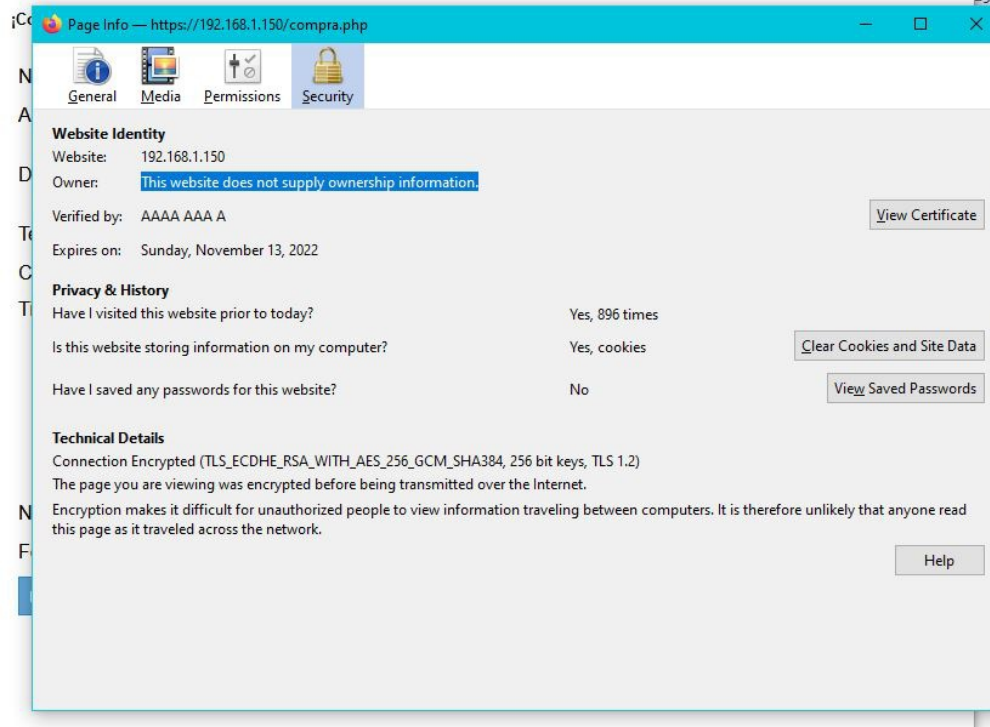 ¡Co
Page Info — https://192.168.1.150/compra.php
General Media Permissions Security
N
A
D
Te
C
Ti
N
F
Website Identity
Website: 192.168.1.150
Owner: This website does not supply ownership information.
Verified by: AAAA AAA A
View Certificate
Expires on: Sunday, November 13, 2022
Privacy & History
Have I visited this website prior to today? Yes, 896 times
Is this website storing information on my computer? Yes, cookies
Clear Cookies and Site Data
Have I saved any passwords for this website? No
View Saved Passwords
Technical Details
Connection Encrypted (TLS_ECDHE_RSA_WITH_AES_256_GCM_SHA384, 256 bit keys, TLS 1.2)
The page you are viewing was encrypted before being transmitted over the Internet.
Encryption makes it difficult for unauthorized people to view information traveling between computers. It is therefore unlikely that anyone read
this page as it traveled across the network.
Help